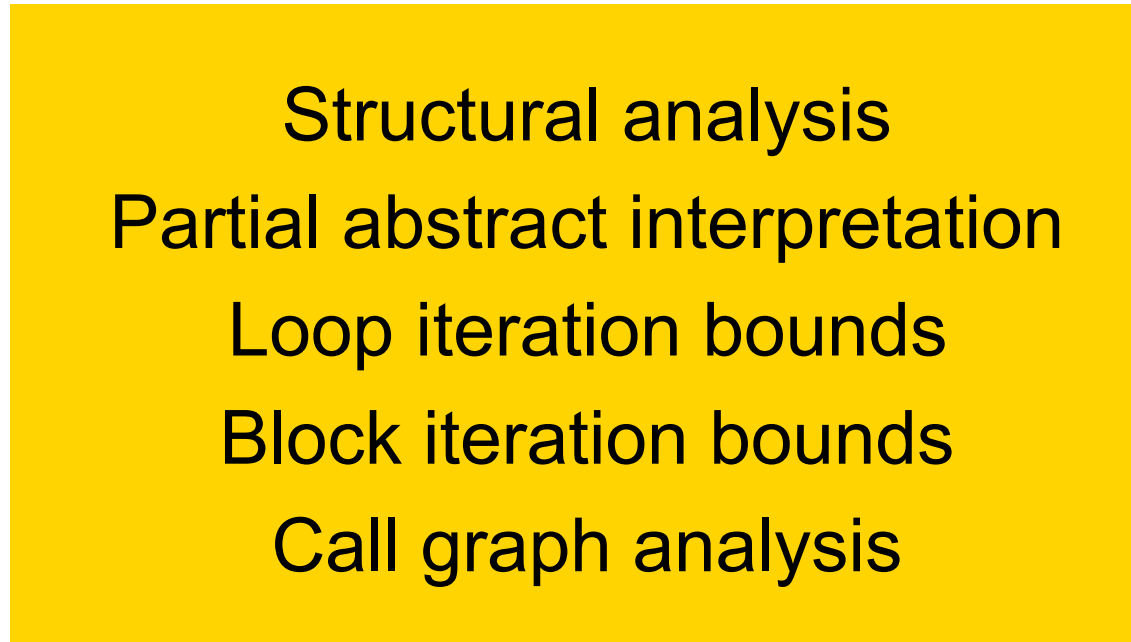 Structural analysis
Partial abstract interpretation
Loop iteration bounds
Block iteration bounds
Call graph analysis